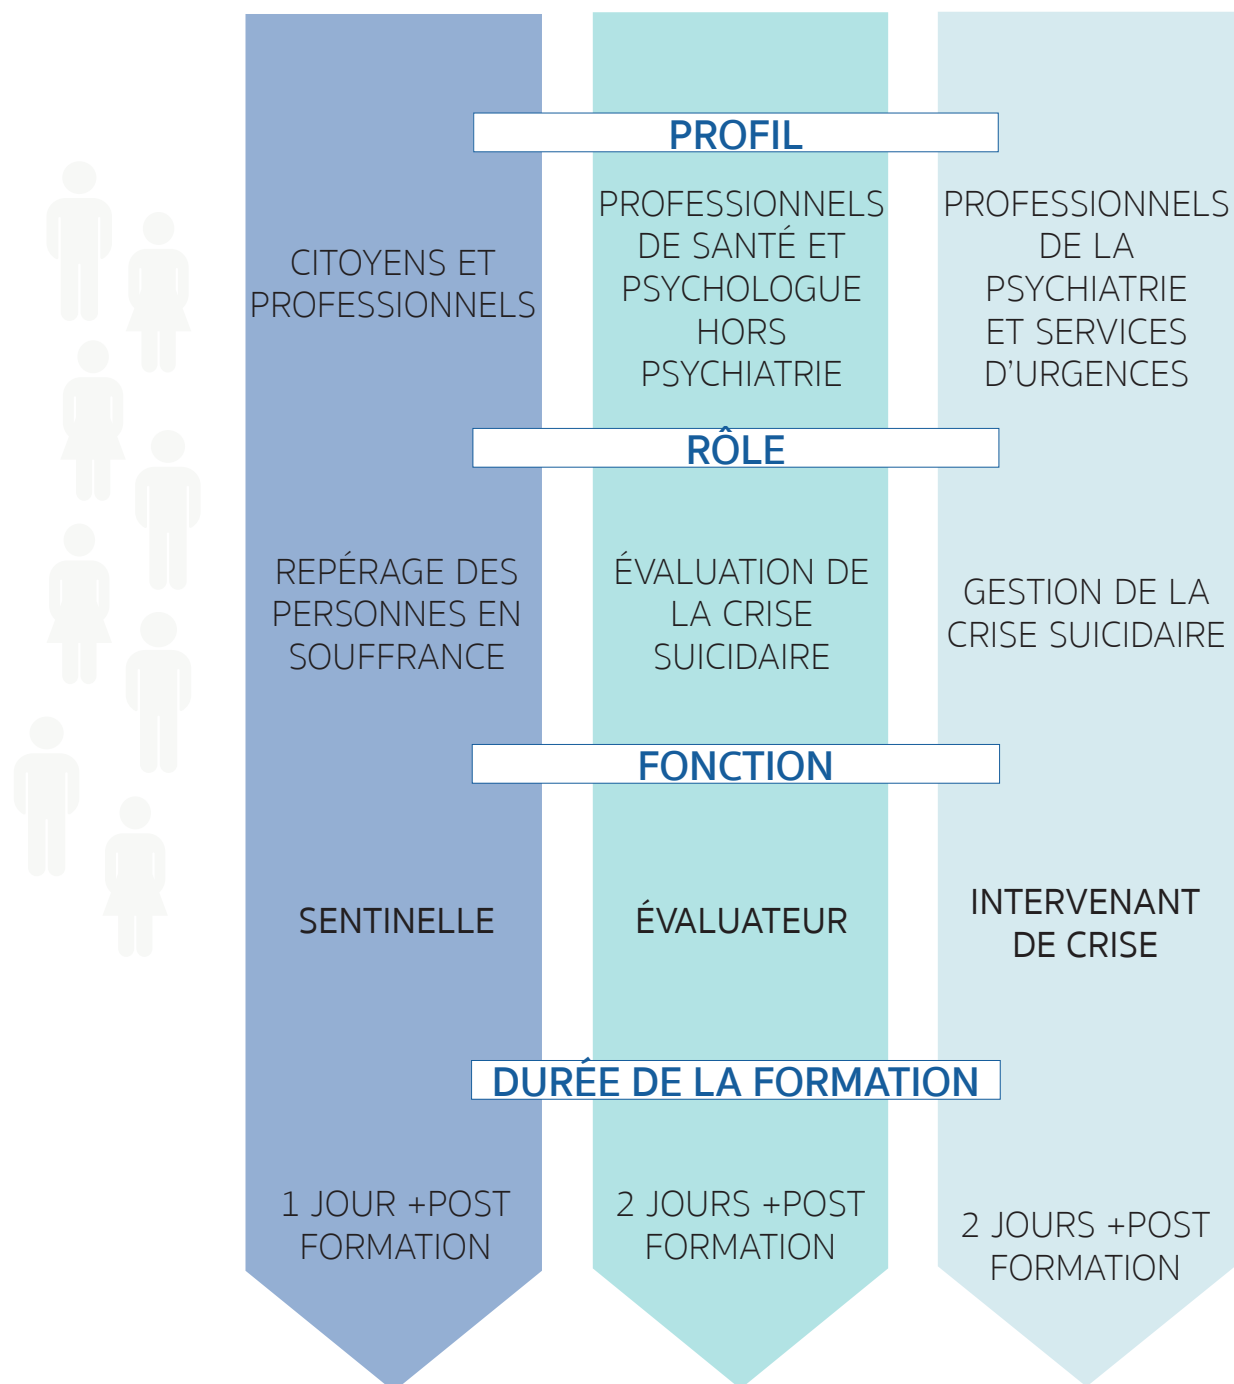 PROFIL
CITOYENS ET
PROFESSIONNELS
PROFESSIONNELS
DE SANTÉ ET
PSYCHOLOGUE
HORS
PSYCHIATRIE
PROFESSIONNELS
DE LA
PSYCHIATRIE
ET SERVICES
D'URGENCES
RÔLE
REPÉRAGE DES
PERSONNES EN
SOUFFRANCE
ÉVALUATION DE
LA CRISE
SUICIDAIRE
GESTION DE LA
CRISE SUICIDAIRE
FONCTION
SENTINELLE
ÉVALUATEUR
INTERVENANT
DE CRISE
DURÉE DE LA FORMATION
1 JOUR +POST
FORMATION
2 JOURS +POST
FORMATION
2 JOURS +POST
FORMATION